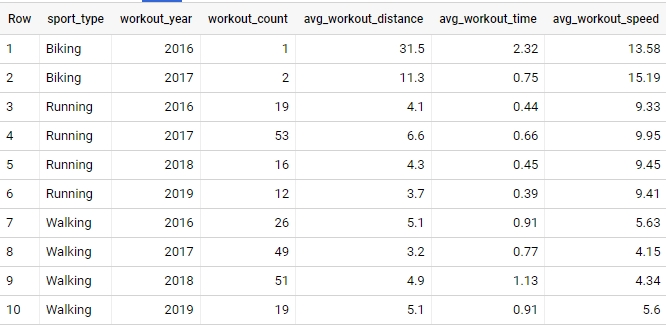 Row sport_type workout_year workout_count avg_workout_distance avg_workout_time avg_workout_speed
1 Biking 2016 1 31.5 2.32 13.58
2 Biking 2017 2 11.3 0.75 15.19
3 Running 2016 19 4.1 0.44 9.33
4 Running 2017 53 6.6 0.66 9.95
5 Running 2018 16 4.3 0.45 9.45
6 Running 2019 12 3.7 0.39 9.41
7 Walking 2016 26 5.1 0.91 5.63
8 Walking 2017 49 3.2 0.77 4.15
9 Walking 2018 51 4.9 1.13 4.34
10 Walking 2019 19 5.1 0.91 5.6